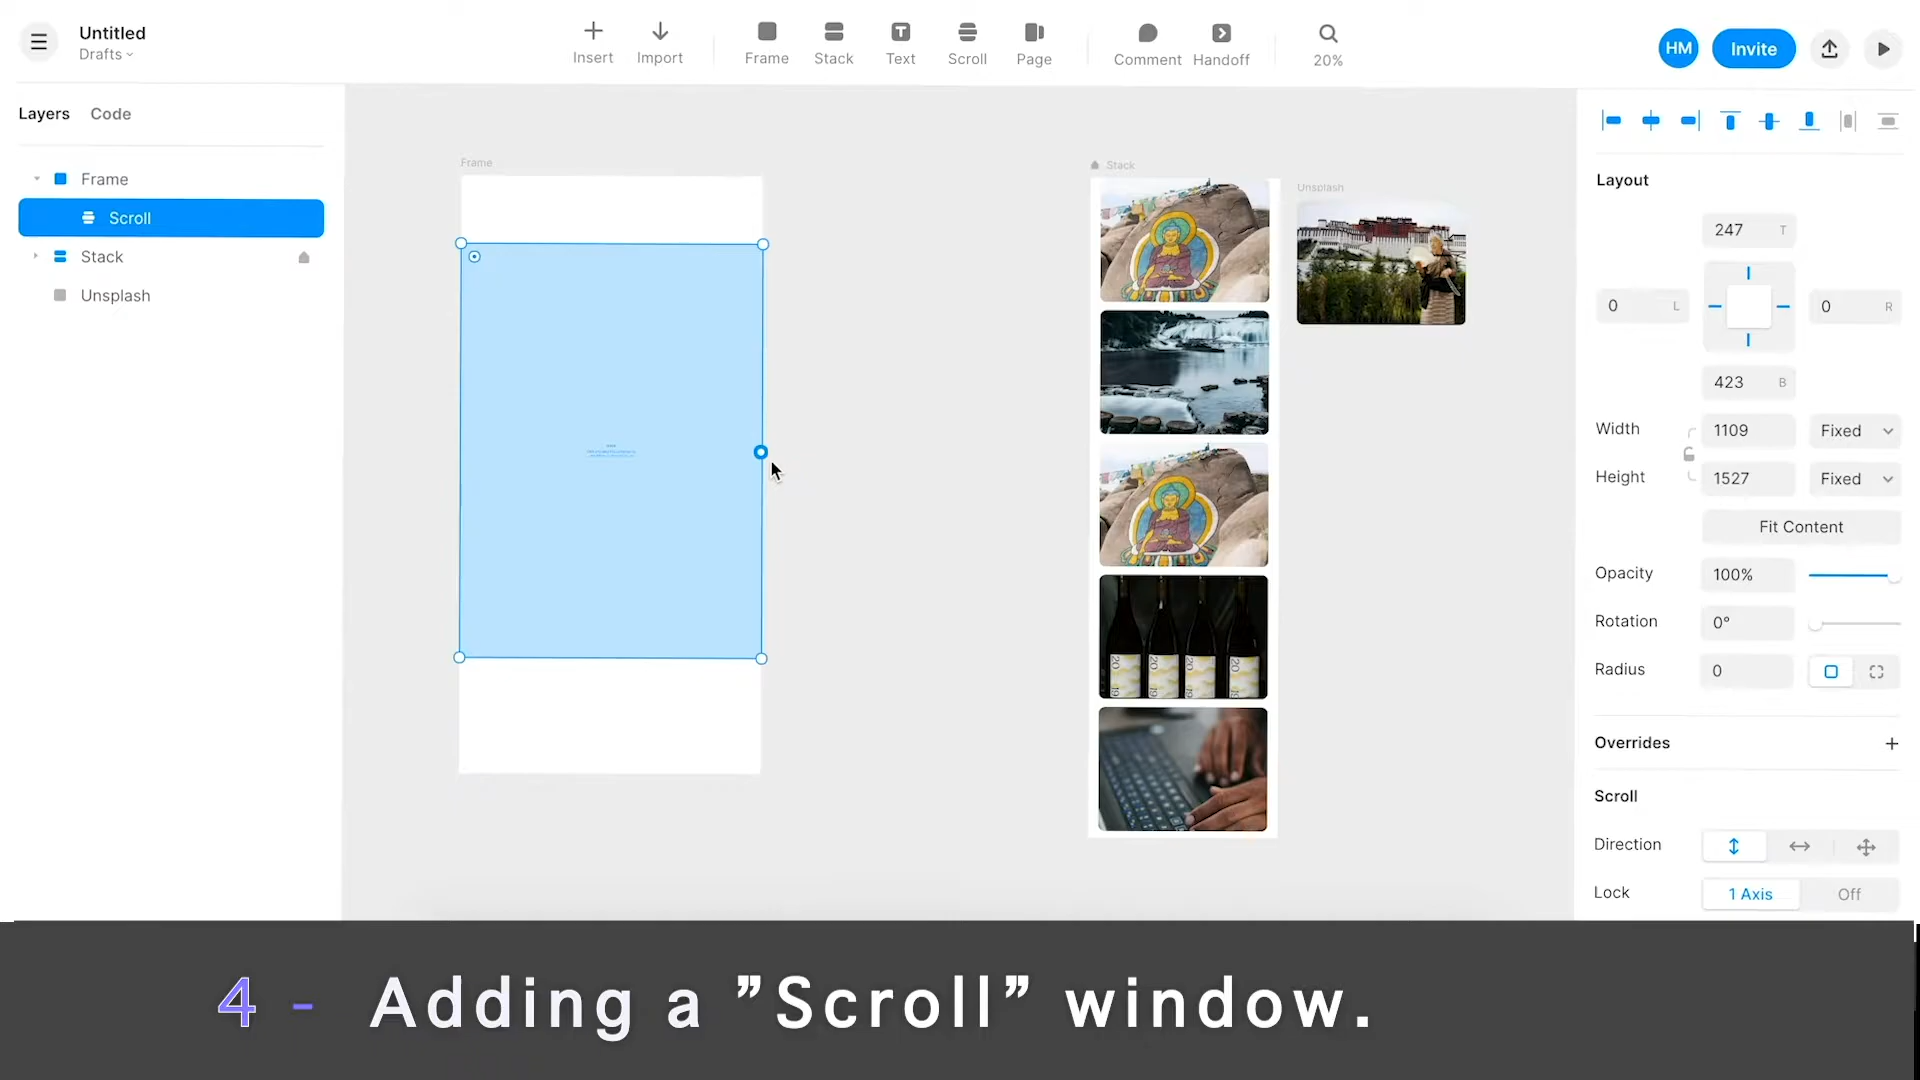 Untitled
Drafts
Insert
Import
Frame
Stack
Text
Scroll
Page
Comment
Handoff
20%
HM
Invite
Layers
Code
Frame
Scroll
Stack
Unsplash
Frame
Stack
Unsplash
Layout
247 T
0 L
0 R
423 B
Width 1109 Fixed
Height 1527 Fixed
Fit Content
Opacity 100%
Rotation 0°
Radius 0
Overrides
Scroll
Direction
Lock 1 Axis Off
4 - Adding a ”Scroll” window.